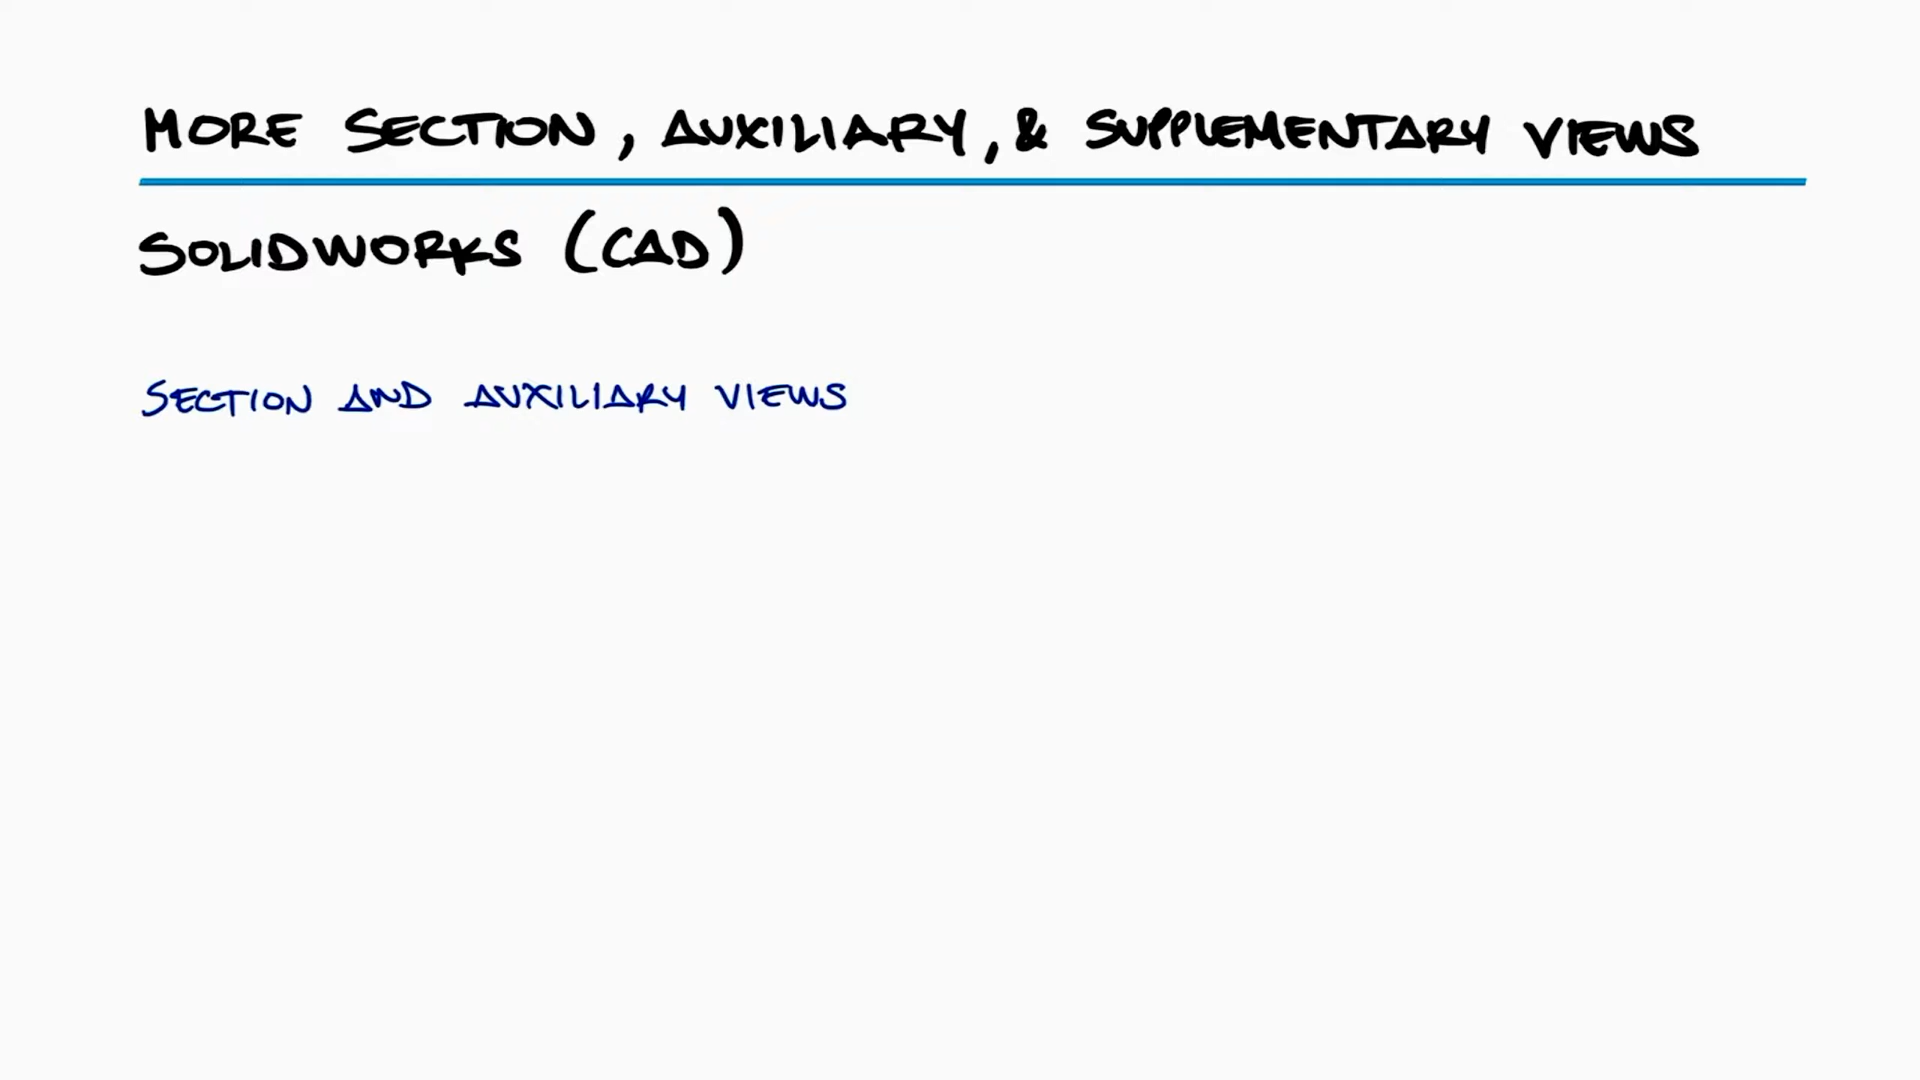 MORE SECTION, AUXILIARY, & SUPPLEMENTARY VIEWS
SOLIDWORKS (CAD)
SECTION AND AUXILIARY VIEWS